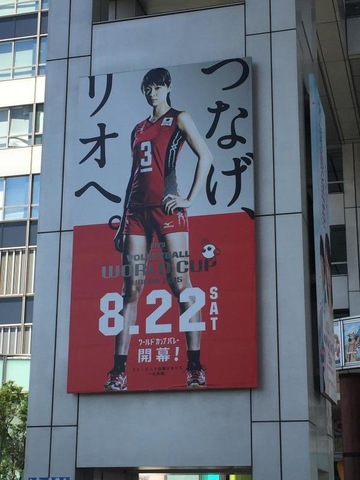 つなげ、
リオへ。
3
VOLLEYBALL
WORLD CUP
8.22 SAT
ワールドカップバレー
開幕!